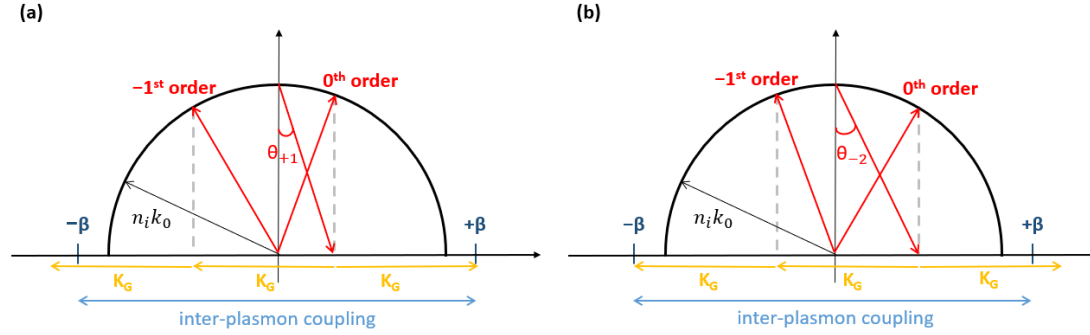 (a)
−1st order
0th order
θ+1
nik0
−β
+β
KG
KG
KG
inter-plasmon coupling
(b)
−1st order
0th order
θ−2
nik0
−β
+β
KG
KG
KG
inter-plasmon coupling